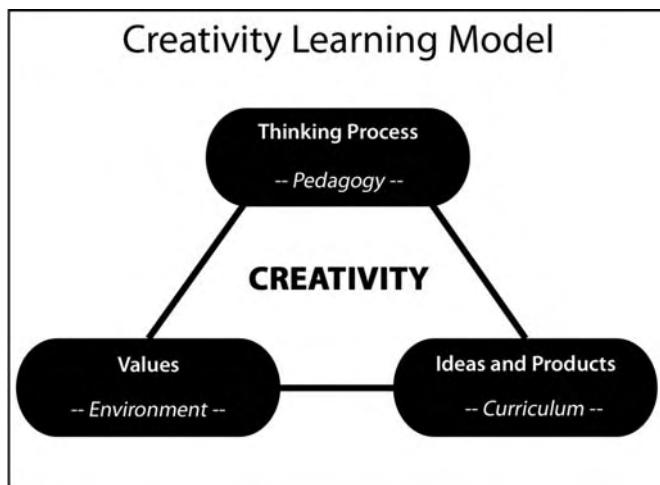 Creativity Learning Model
Thinking Process
-- Pedagogy --
CREATIVITY
Values
-- Environment --
Ideas and Products
-- Curriculum --